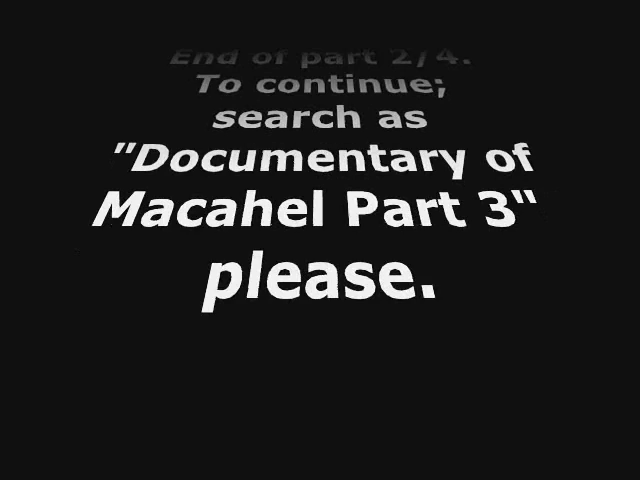 End of part 2/4.
To continue;
search as
"Documentary of
Macahel Part 3"
please.